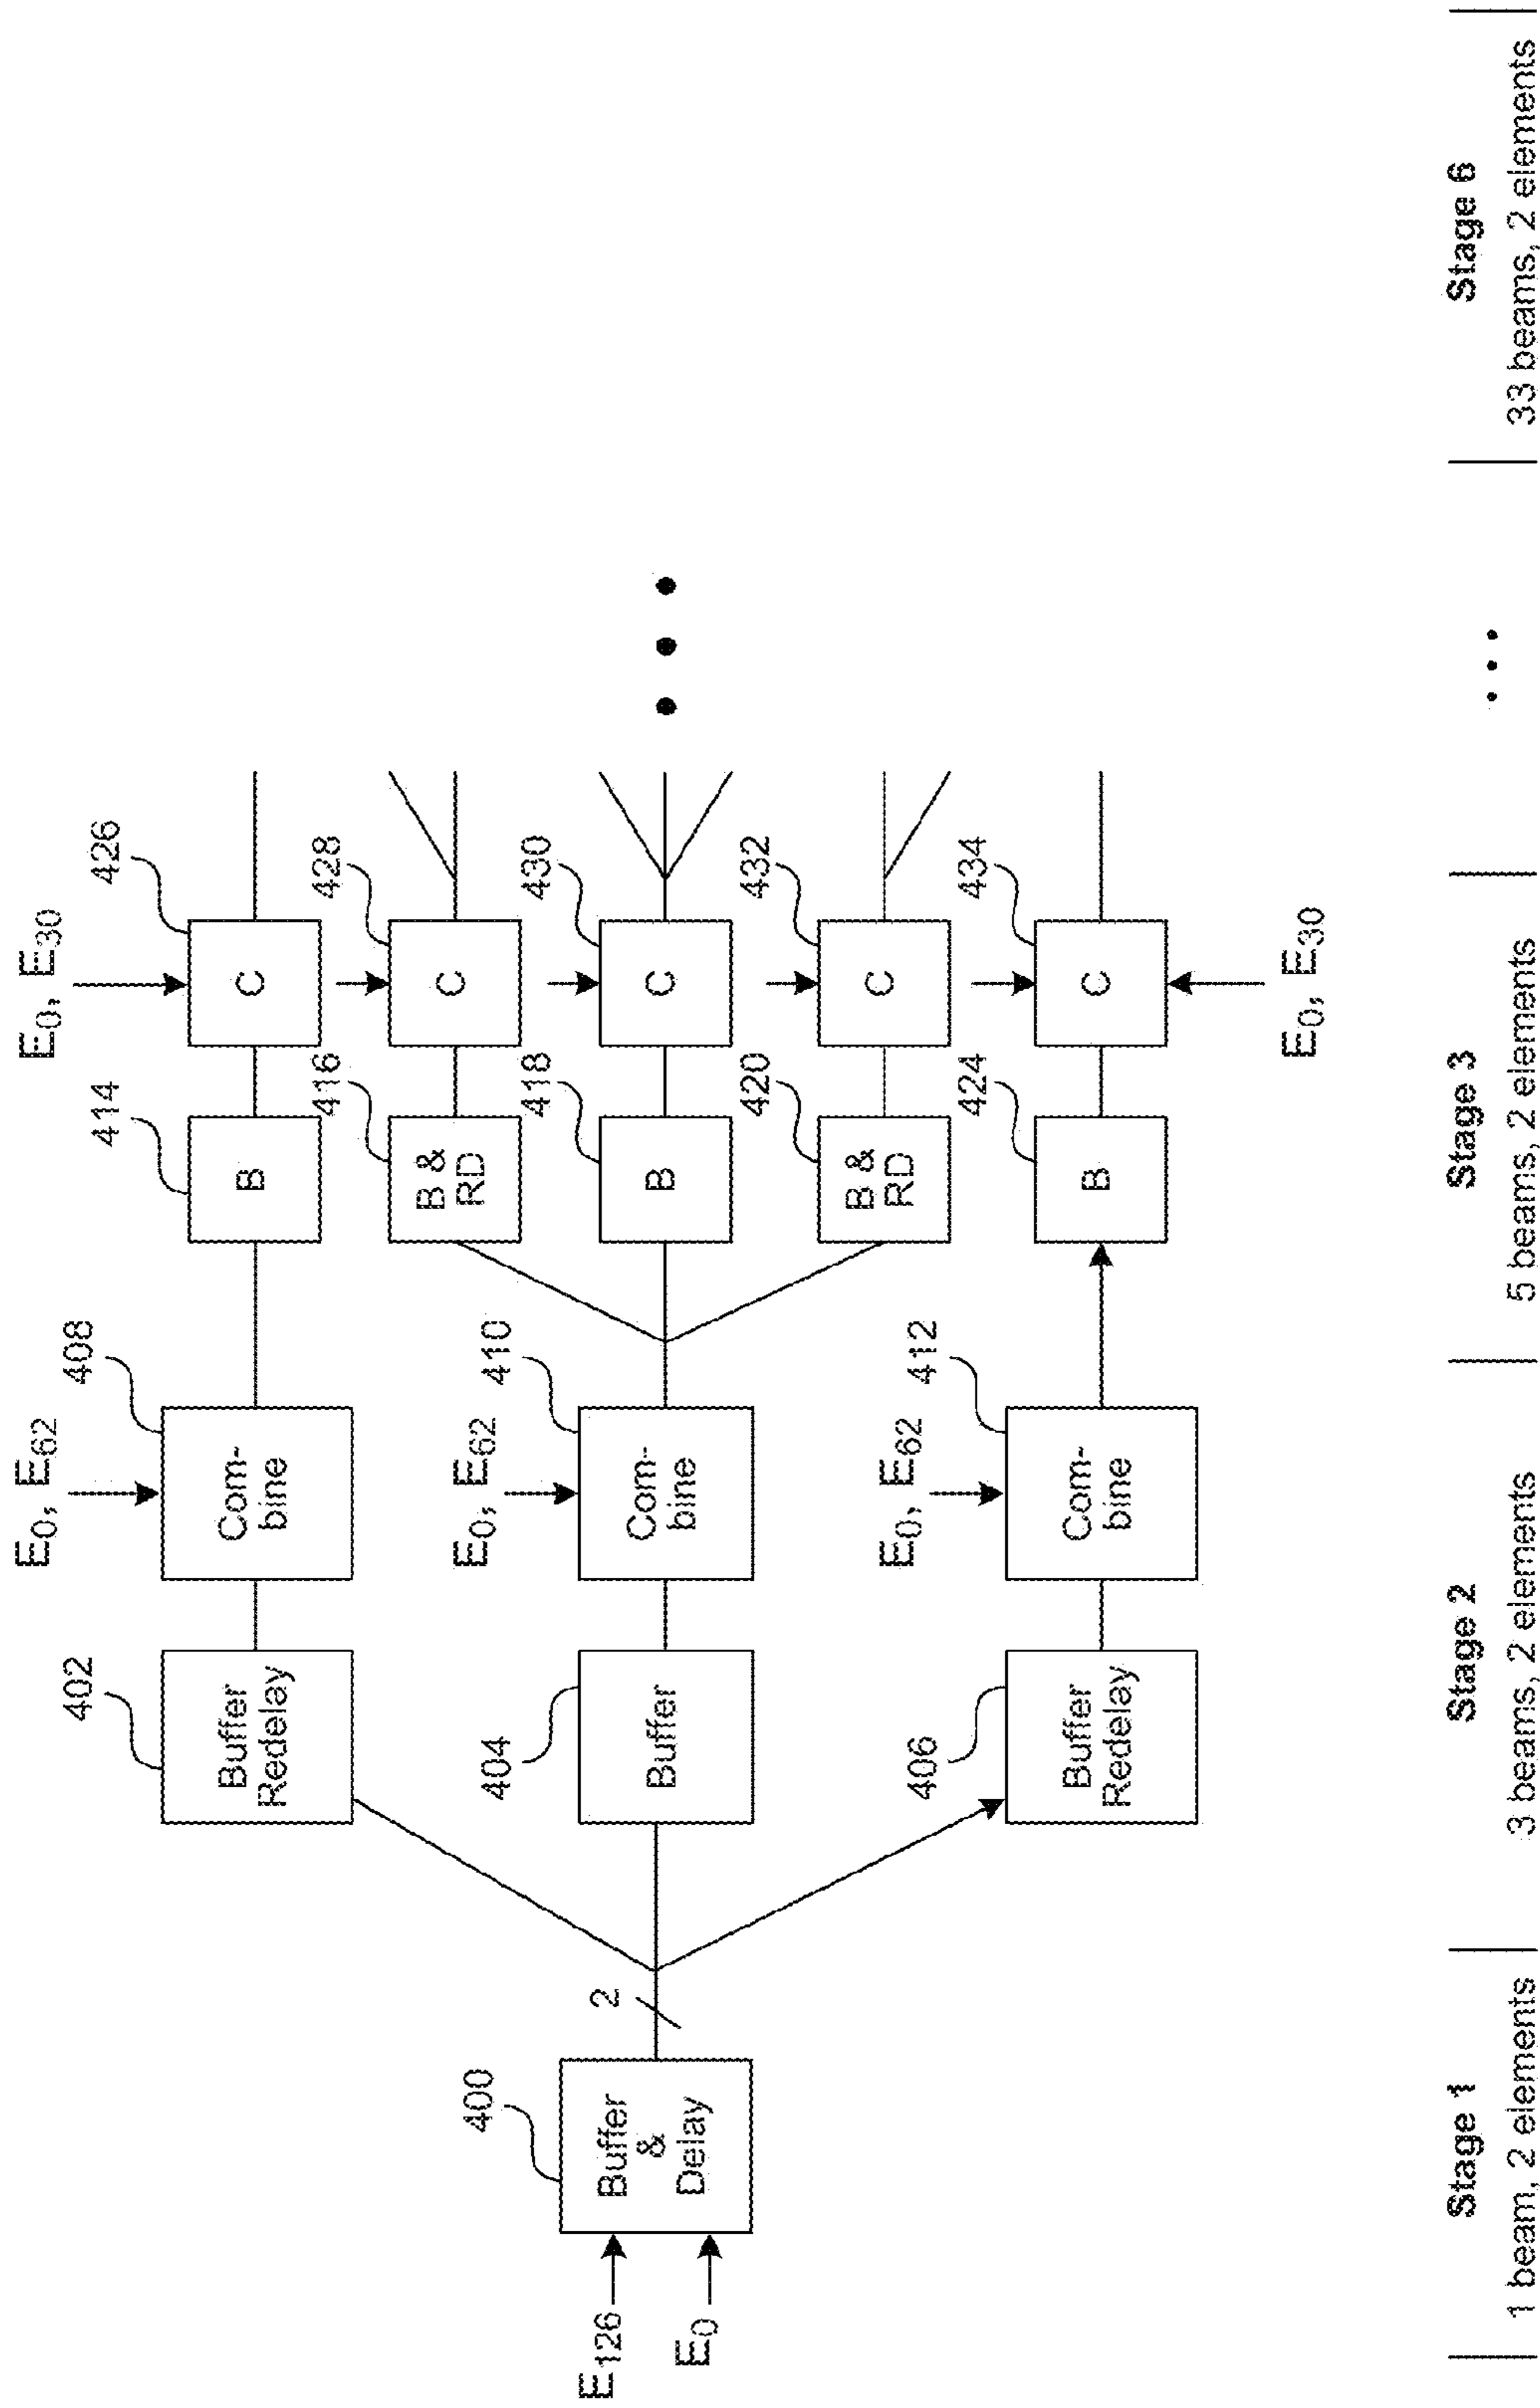 E126
E0
400
Buffer
&
Delay
2
402
Buffer
Redelay
404
Buffer
406
Buffer
Redelay
E0, E62
408
Com-
bine
E0, E62
410
Com-
bine
E0, E62
412
Com-
bine
414
B
416
B &
RD
418
B
420
B &
RD
424
B
E0, E30
426
C
428
C
430
C
432
C
434
C
E0, E30
• • •
Stage 1
1 beam, 2 elements
Stage 2
3 beams, 2 elements
Stage 3
5 beams, 2 elements
• • •
Stage 6
33 beams, 2 elements